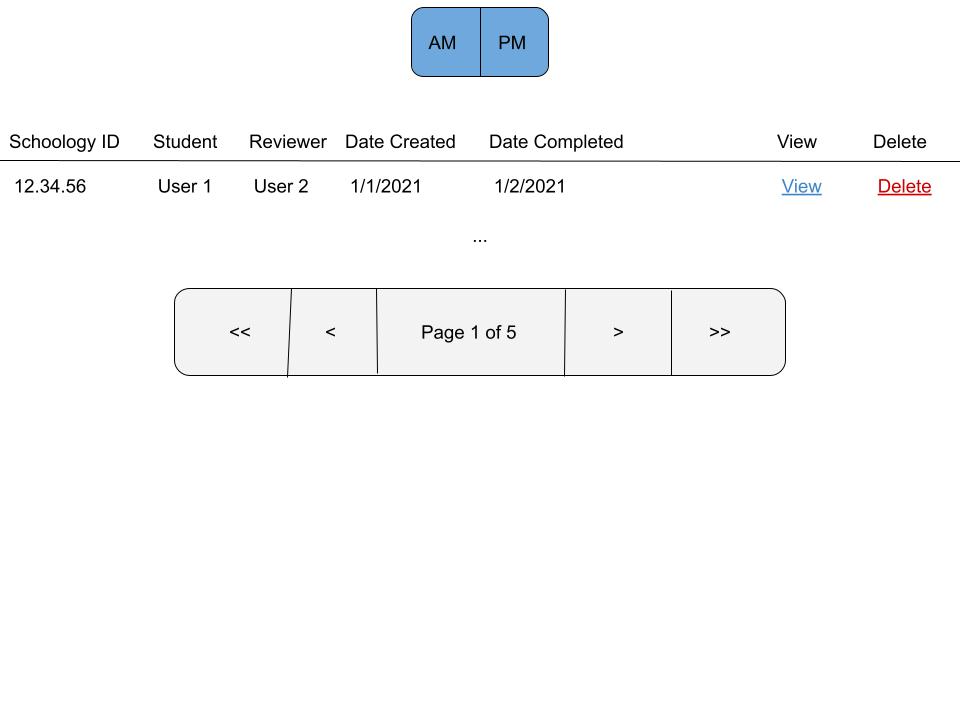 AM PM
Schoology ID Student Reviewer Date Created Date Completed View Delete
12.34.56 User 1 User 2 1/1/2021 1/2/2021 View Delete
...
<< < Page 1 of 5 > >>